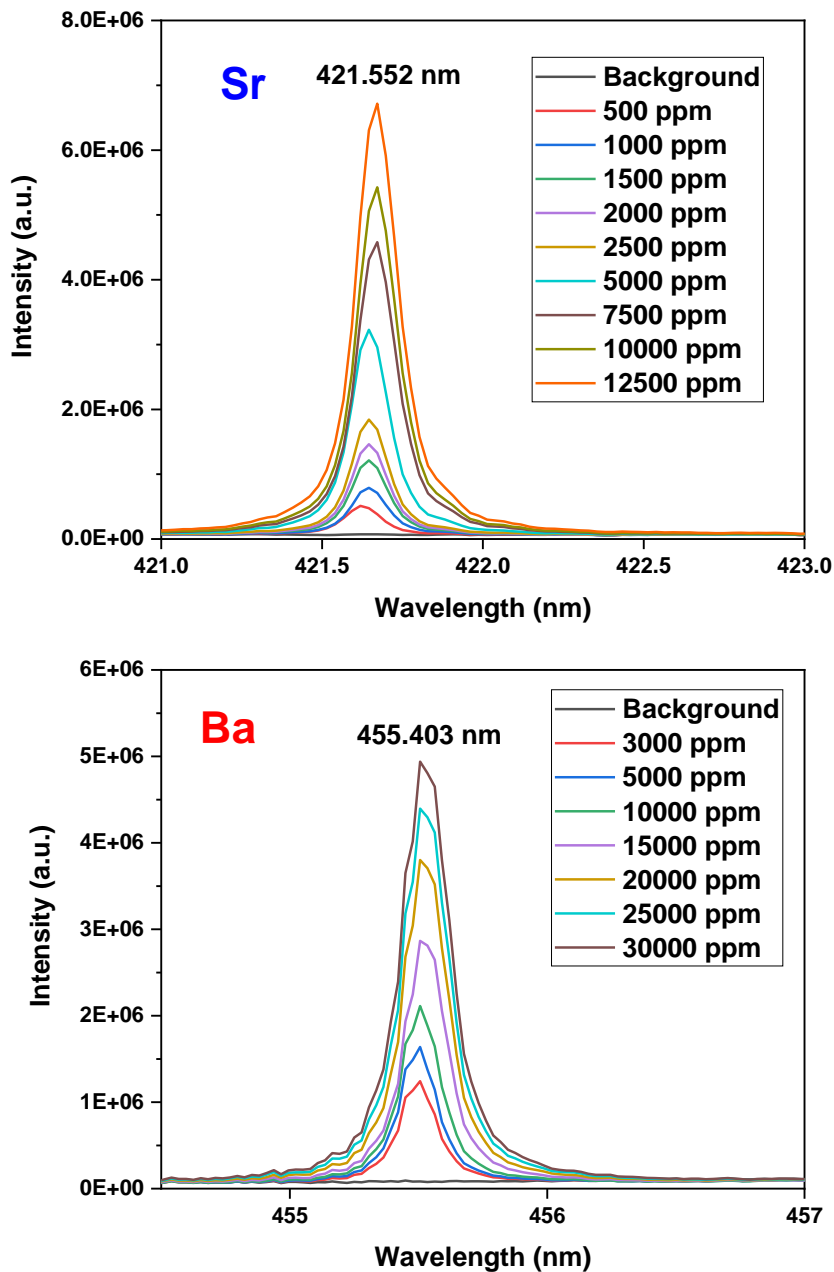 8.0E+06
6.0E+06
4.0E+06
2.0E+06
0.0E+00
Intensity (a.u.)
Sr
421.552 nm
Background
500 ppm
1000 ppm
1500 ppm
2000 ppm
2500 ppm
5000 ppm
7500 ppm
10000 ppm
12500 ppm
421.0 421.5 422.0 422.5 423.0
Wavelength (nm)
6E+06
5E+06
4E+06
3E+06
2E+06
1E+06
0E+00
Intensity (a.u.)
Ba
455.403 nm
Background
3000 ppm
5000 ppm
10000 ppm
15000 ppm
20000 ppm
25000 ppm
30000 ppm
455 456 457
Wavelength (nm)